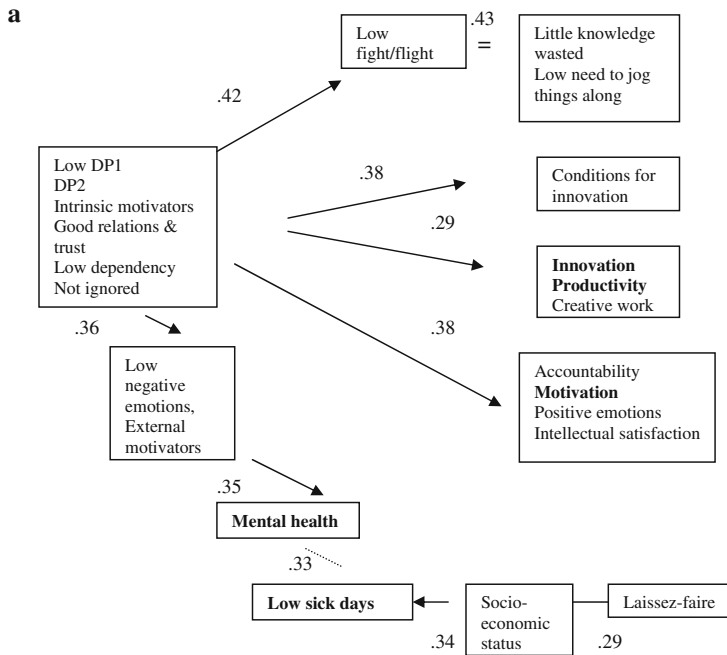 a
Low
fight/flight
.43
=
Little knowledge
wasted
Low need to jog
things along
.42
Low DP1
DP2
Intrinsic motivators
Good relations &
trust
Low dependency
Not ignored
.38
Conditions for
innovation
.29
Innovation
Productivity
Creative work
.36
.38
Low
negative
emotions,
External
motivators
Accountability
Motivation
Positive emotions
Intellectual satisfaction
.35
Mental health
.33
Low sick days
.34
Socio-
economic
status
.29
Laissez-faire